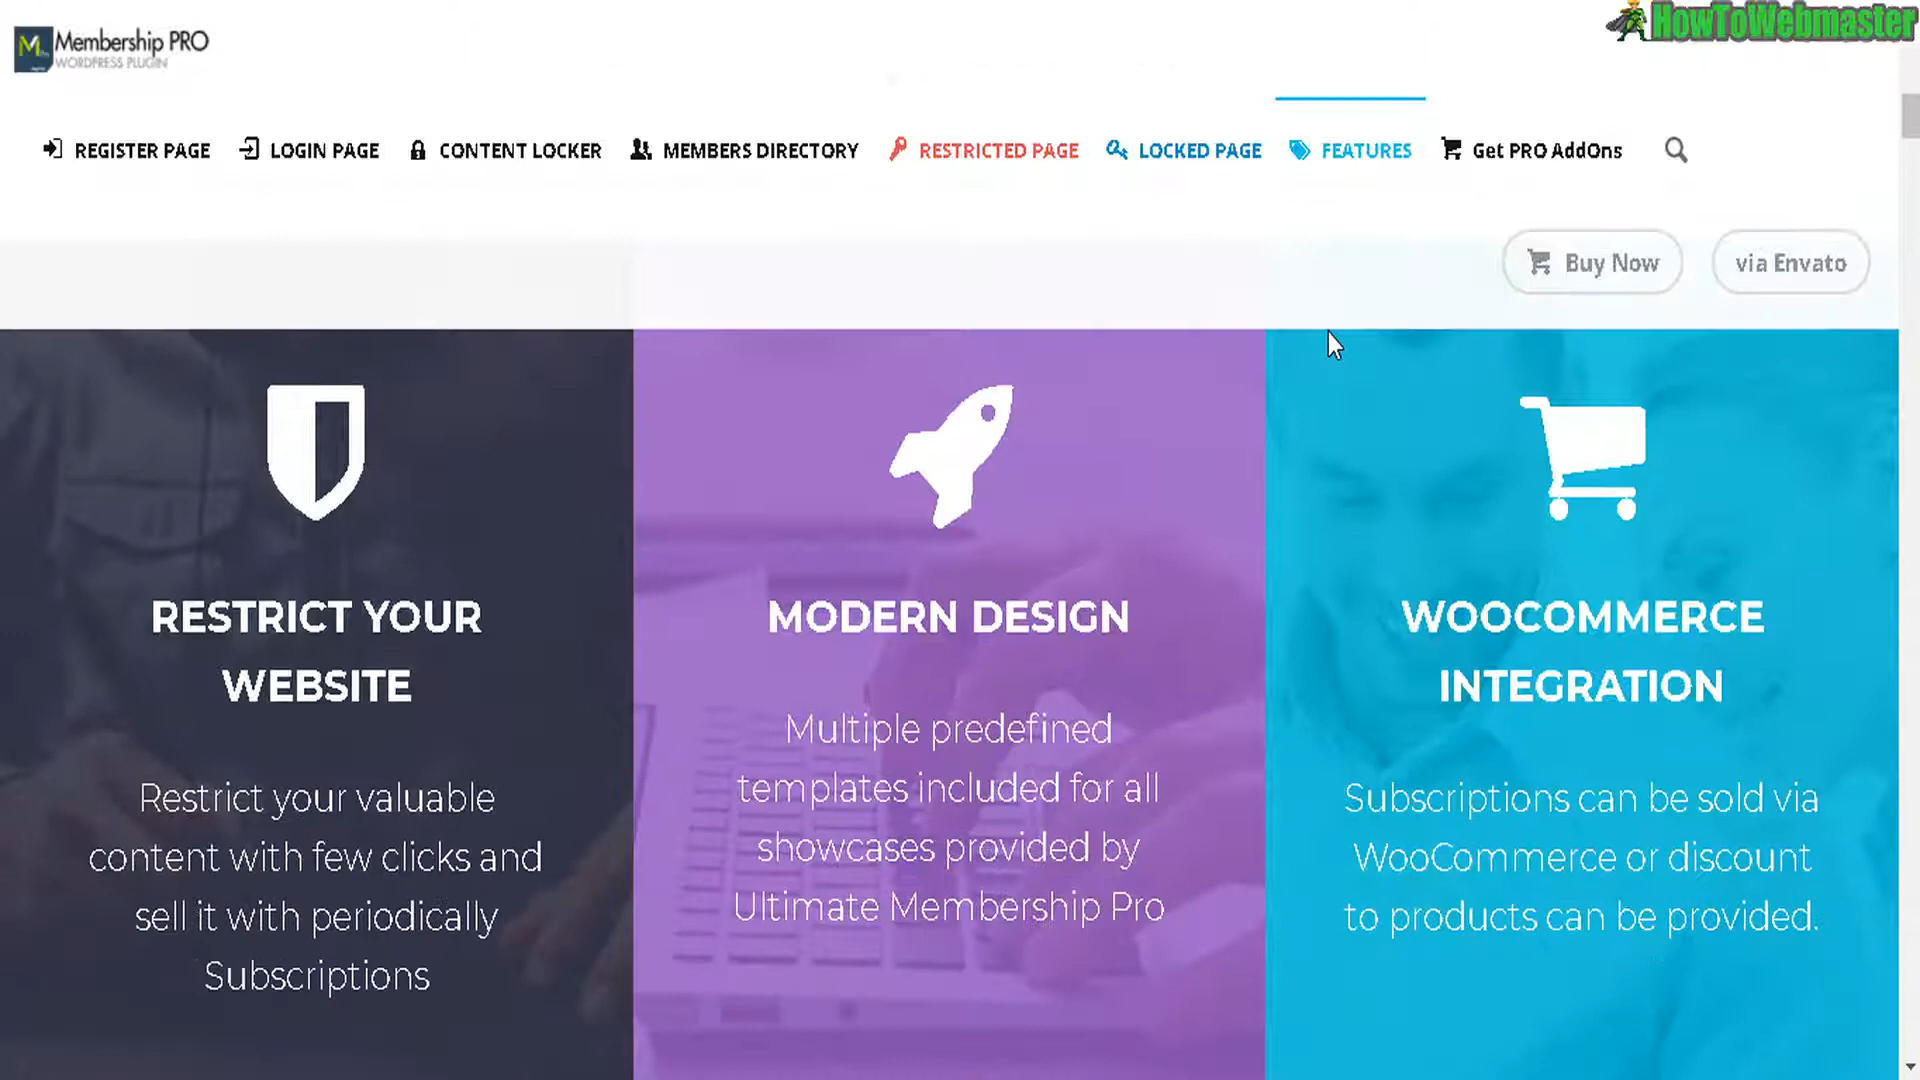 HowToWebmaster
Membership PRO
WORDPRESS PLUGIN
REGISTER PAGE LOGIN PAGE CONTENT LOCKER MEMBERS DIRECTORY RESTRICTED PAGE LOCKED PAGE FEATURES Get PRO AddOns
Buy Now via Envato
RESTRICT YOUR
WEBSITE
Restrict your valuable
content with few clicks and
sell it with periodically
Subscriptions
MODERN DESIGN
Multiple predefined
templates included for all
showcases provided by
Ultimate Membership Pro
WOOCOMMERCE
INTEGRATION
Subscriptions can be sold via
WooCommerce or discount
to products can be provided.